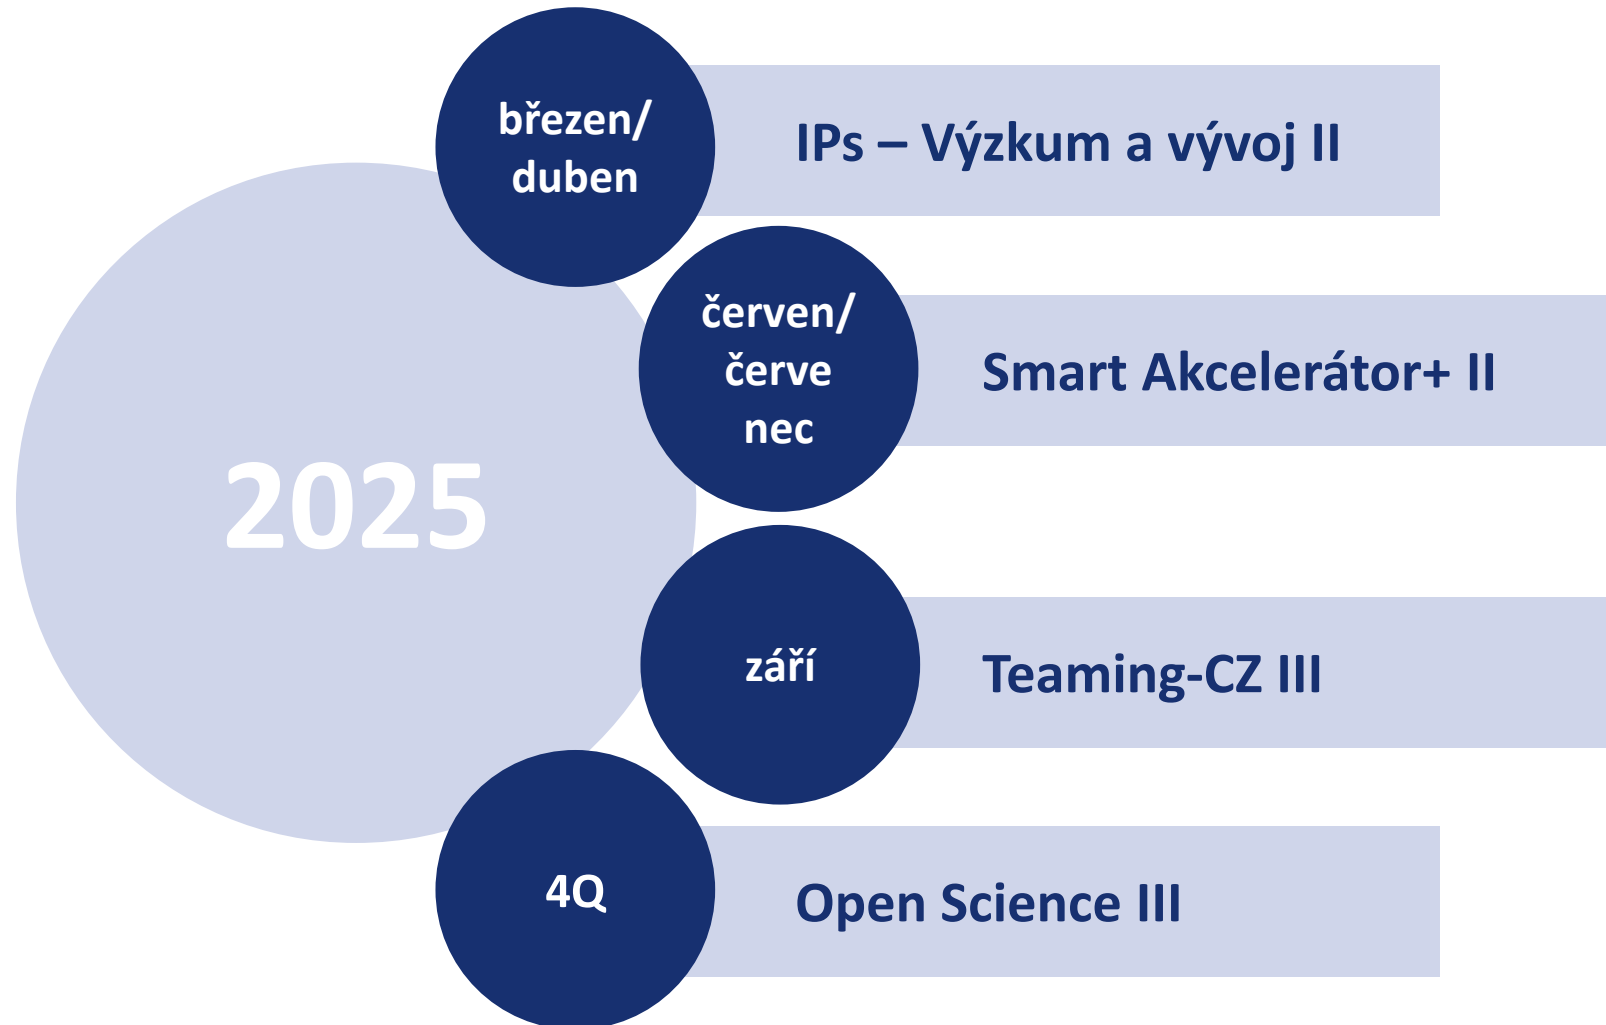 2025
březen/
duben
IPs – Výzkum a vývoj II
červen/
červe
nec
Smart Akcelerátor+ II
září
Teaming-CZ III
4Q
Open Science III